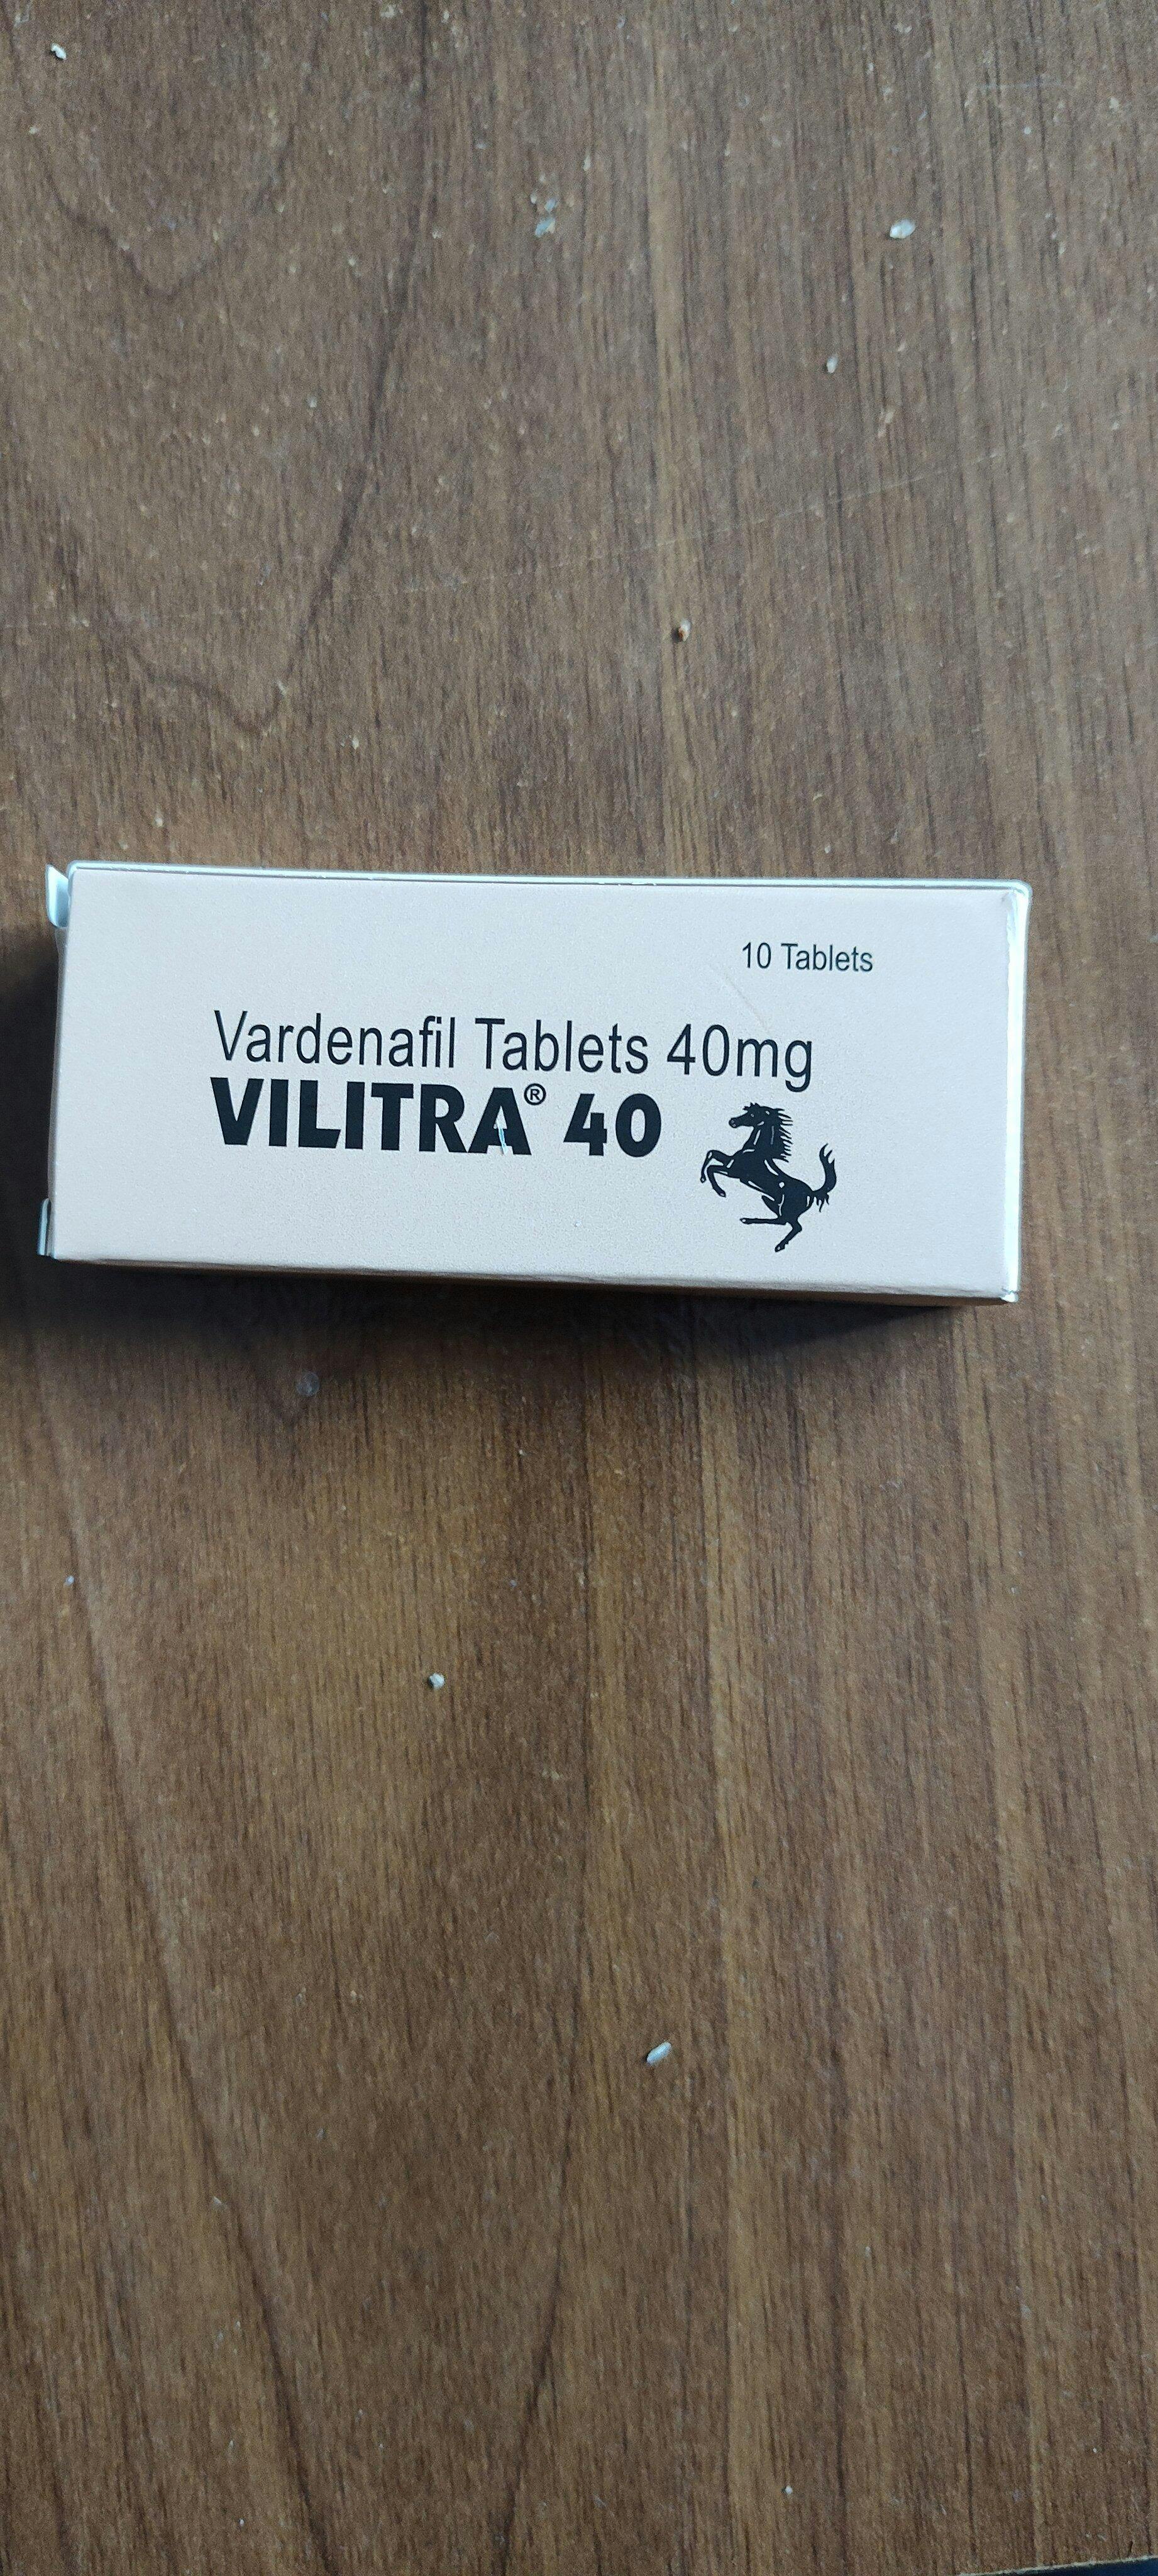 10 Tablets
Vardenafil Tablets 40mg
VILITRA® 40